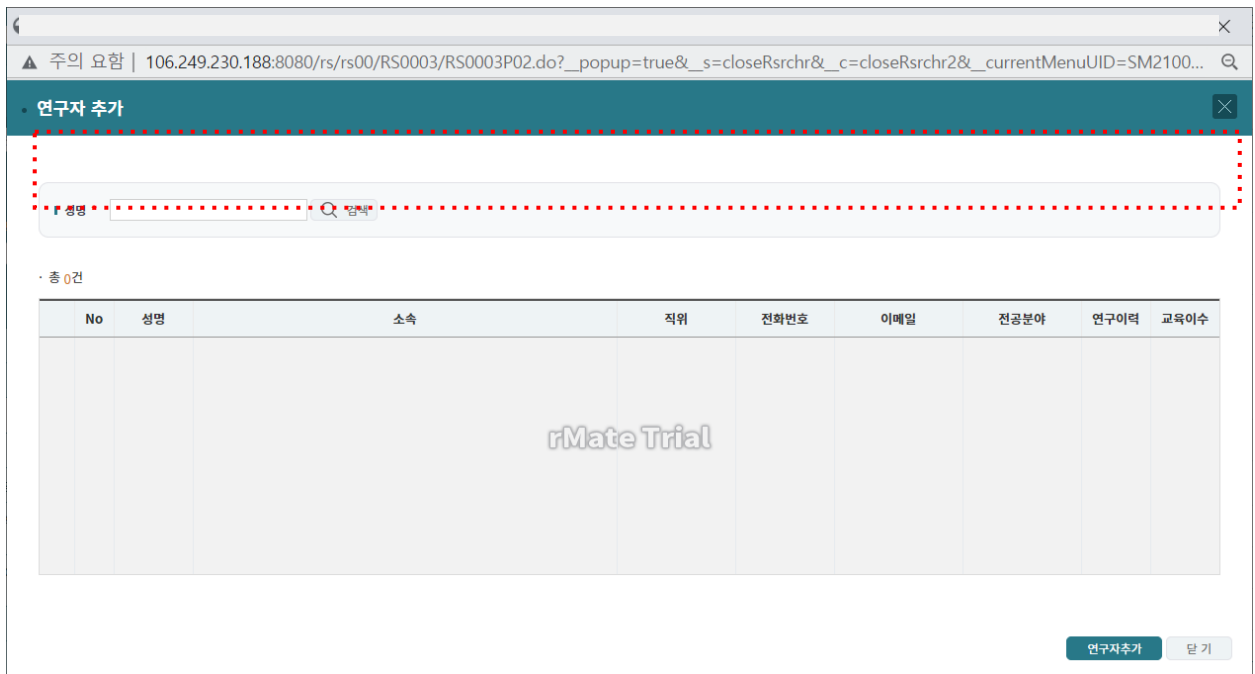 주의 요함 | 106.249.230.188:8080/rs/rs00/RS0003/RS0003P02.do?__popup=true&__s=closeRsrchr&__c=closeRsrchr2&__currentMenuUID=SM2100...
· 연구자 추가
성명 검색
· 총 0건
No 성명 소속 직위 전화번호 이메일 전공분야 연구이력 교육이수
rMate Trial
연구자추가 닫 기